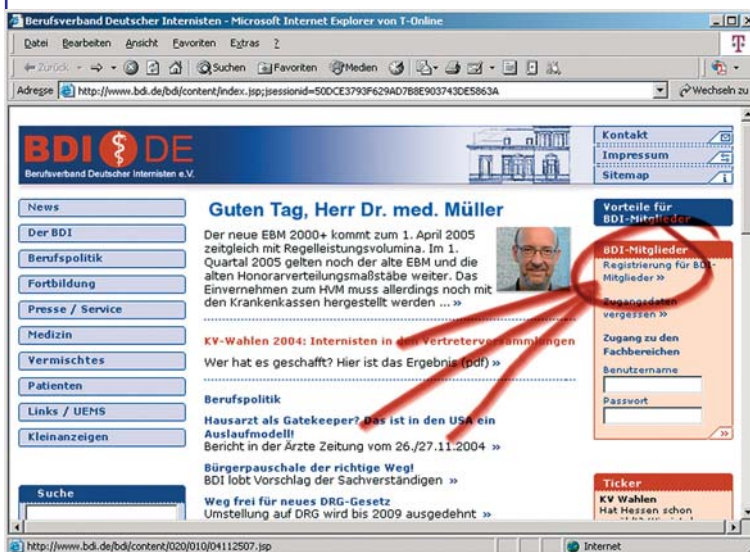 Berufsverband Deutscher Internisten - Microsoft Internet Explorer von T-Online
Datei Bearbeiten Ansicht Favoriten Extras ?
Zurück Suchen Favoriten Medien
Adresse http://www.bdi.de/bdi/content/index.jsp;jsessionid=50DCE3793F629AD7B8E903743DE5863A Wechseln zu
BDI DE
Berufsverband Deutscher Internisten e.V.
Kontakt
Impressum
Sitemap
News
Der BDI
Berufspolitik
Fortbildung
Presse / Service
Medizin
Vermischtes
Patienten
Links / UEMS
Kleinanzeigen
Suche
Guten Tag, Herr Dr. med. Müller
Der neue EBM 2000+ kommt zum 1. April 2005
zeitgleich mit Regelleistungsvolumina. Im 1.
Quartal 2005 gelten noch der alte EBM und die
alten Honorarverteilungsmaßstäbe weiter. Das
Einvernehmen zum HVM muss allerdings noch mit
den Krankenkassen hergestellt werden ... »
KV-Wahlen 2004: Internisten in den Vertreterversammlungen
Wer hat es geschafft? Hier ist das Ergebnis (pdf) »
Berufspolitik
Hausarzt als Gatekeeper? Das ist in den USA ein
Auslaufmodell!
Bericht in der Ärzte Zeitung vom 26./27.11.2004 »
Bürgerpauschale der richtige Weg!
BDI lobt Vorschlag der Sachverständigen »
Weg frei für neues DRG-Gesetz
Umstellung auf DRG wird bis 2009 ausgedehnt »
Vorteile für
BDI-Mitglieder
BDI-Mitglieder
Registrierung für BDI-
Mitglieder »
Zugangsdaten
vergessen »
Zugang zu den
Fachbereichen
Benutzername
Passwort
»
Ticker
KV Wahlen
Hat Hessen schon
http://www.bdi.de/bdi/content/020/010/04112507.jsp Internet